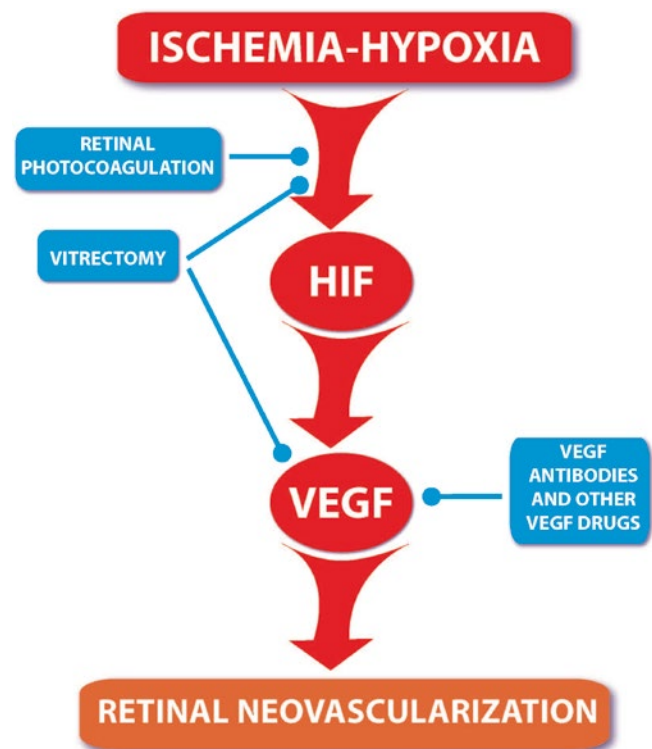 ISCHEMIA-HYPOXIA
RETINAL
PHOTOCOAGULATION
VITRECTOMY
HIF
VEGF
VEGF
ANTIBODIES
AND OTHER
VEGF DRUGS
RETINAL NEOVASCULARIZATION